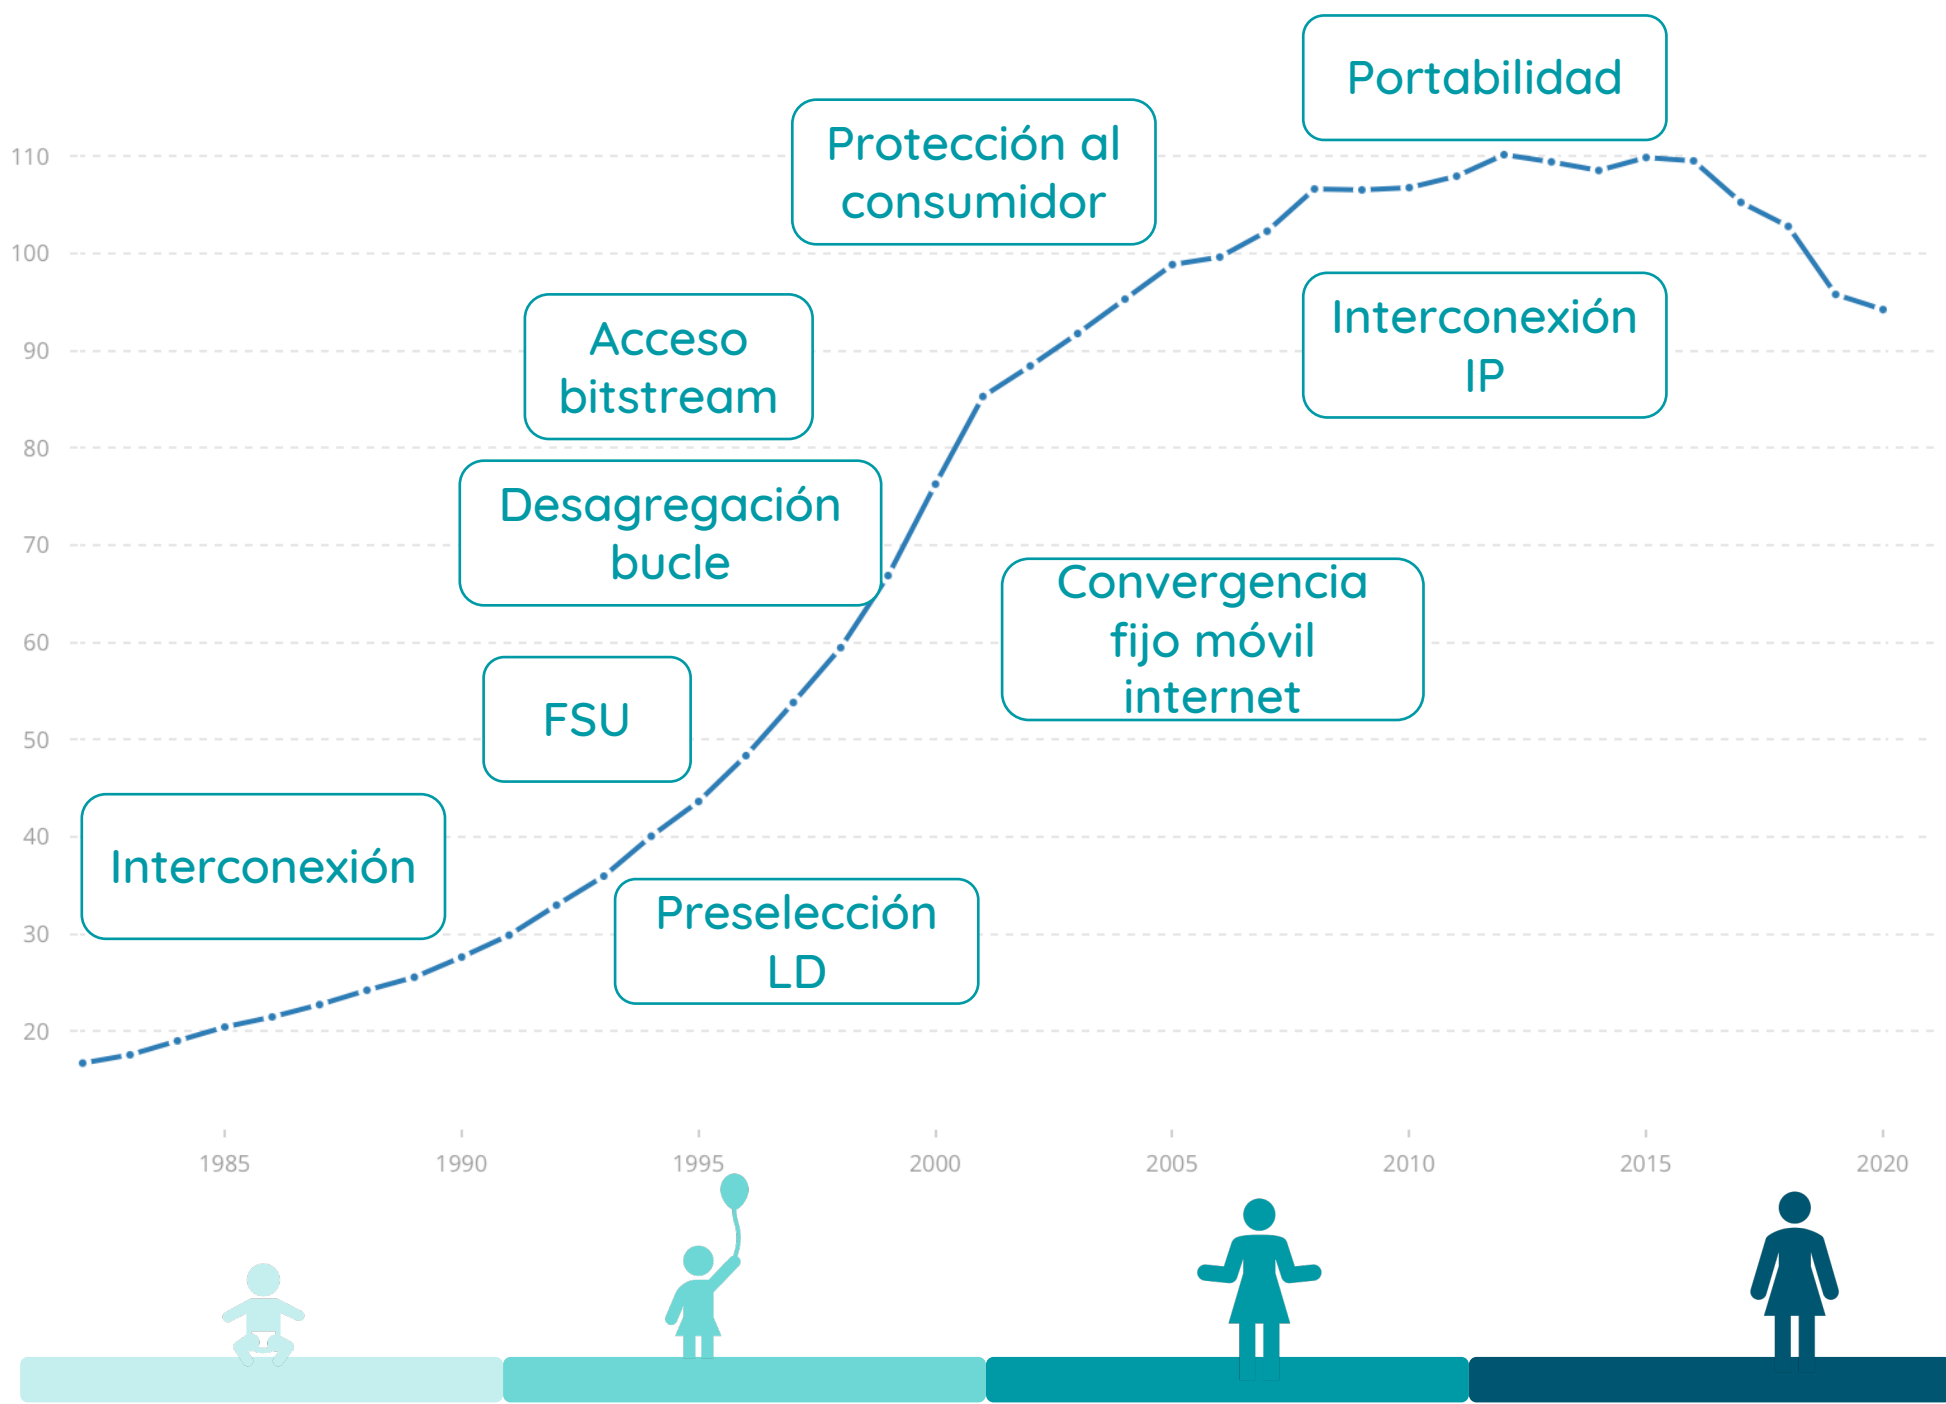 Portabilidad
Protección al
consumidor
110
100
Interconexión
IP
Acceso
bitstream
90
80
Desagregación
bucle
70
Convergencia
fijo móvil
internet
60
FSU
50
Interconexión
40
Preselección
LD
30
20
1985 1990 1995 2000 2005 2010 2015 2020